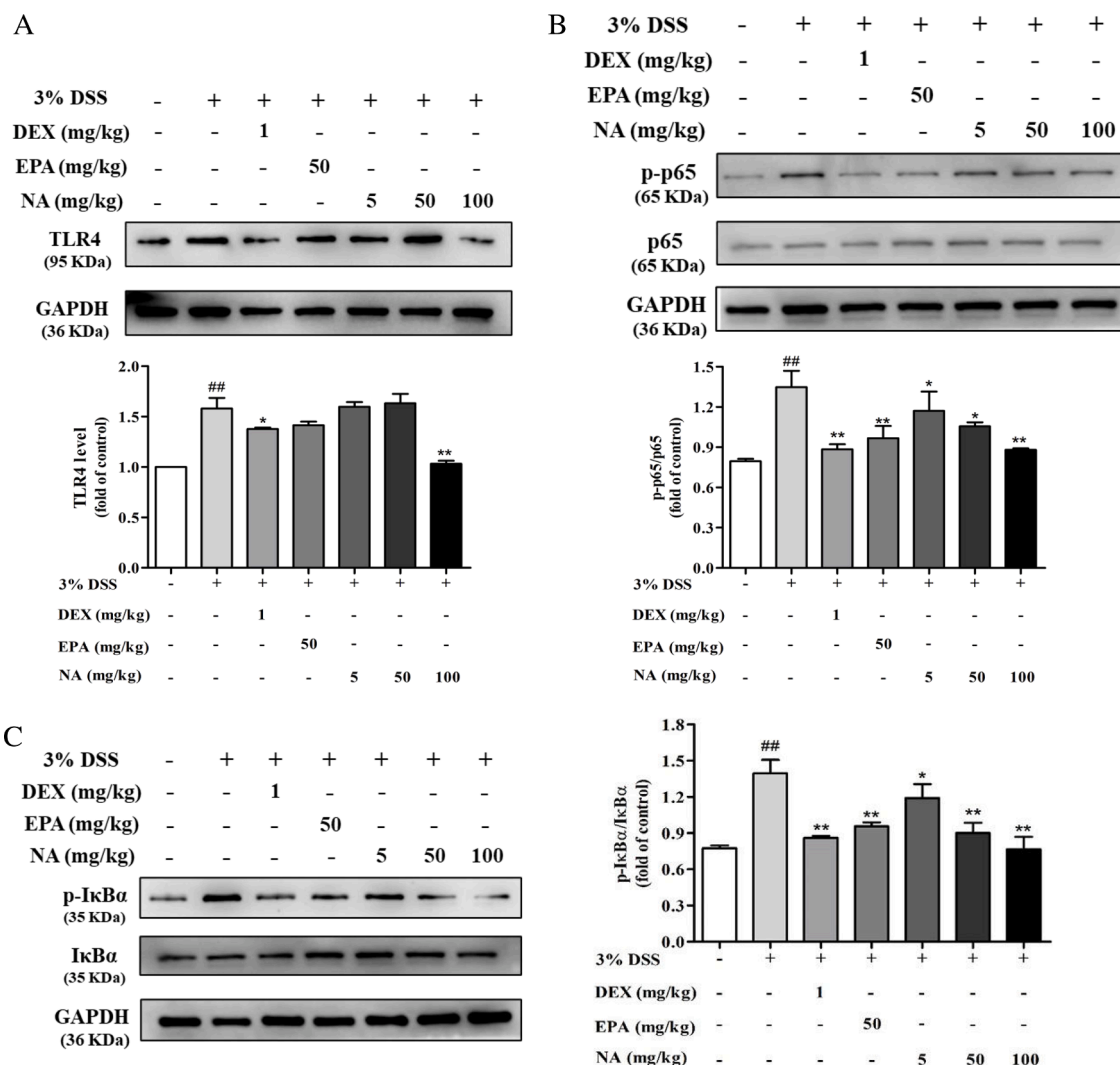 A
3% DSS - + + + + + +
DEX (mg/kg) - - 1 - - - -
EPA (mg/kg) - - - 50 - - -
NA (mg/kg) - - - - 5 50 100
TLR4
(95 KDa)
GAPDH
(36 KDa)
2.0
1.5
1.0
0.5
0.0
TLR4 level
(fold of control)
##
*
**
3% DSS - + + + + + +
DEX (mg/kg) - - 1 - - - -
EPA (mg/kg) - - - 50 - - -
NA (mg/kg) - - - - 5 50 100
B
3% DSS - + + + + + +
DEX (mg/kg) - - 1 - - - -
EPA (mg/kg) - - - 50 - - -
NA (mg/kg) - - - - 5 50 100
p-p65
(65 KDa)
p65
(65 KDa)
GAPDH
(36 KDa)
1.5
1.2
0.9
0.6
0.3
0.0
p-p65/p65
(fold of control)
##
**
**
*
*
**
3% DSS - + + + + + +
DEX (mg/kg) - - 1 - - - -
EPA (mg/kg) - - - 50 - - -
NA (mg/kg) - - - - 5 50 100
C
3% DSS - + + + + + +
DEX (mg/kg) - - 1 - - - -
EPA (mg/kg) - - - 50 - - -
NA (mg/kg) - - - - 5 50 100
p-IκBα
(35 KDa)
IκBα
(35 KDa)
GAPDH
(36 KDa)
1.8
1.5
1.2
0.9
0.6
0.3
0.0
p-IκBα/IκBα
(fold of control)
##
**
**
*
**
**
3% DSS - + + + + + +
DEX (mg/kg) - - 1 - - - -
EPA (mg/kg) - - - 50 - - -
NA (mg/kg) - - - - 5 50 100